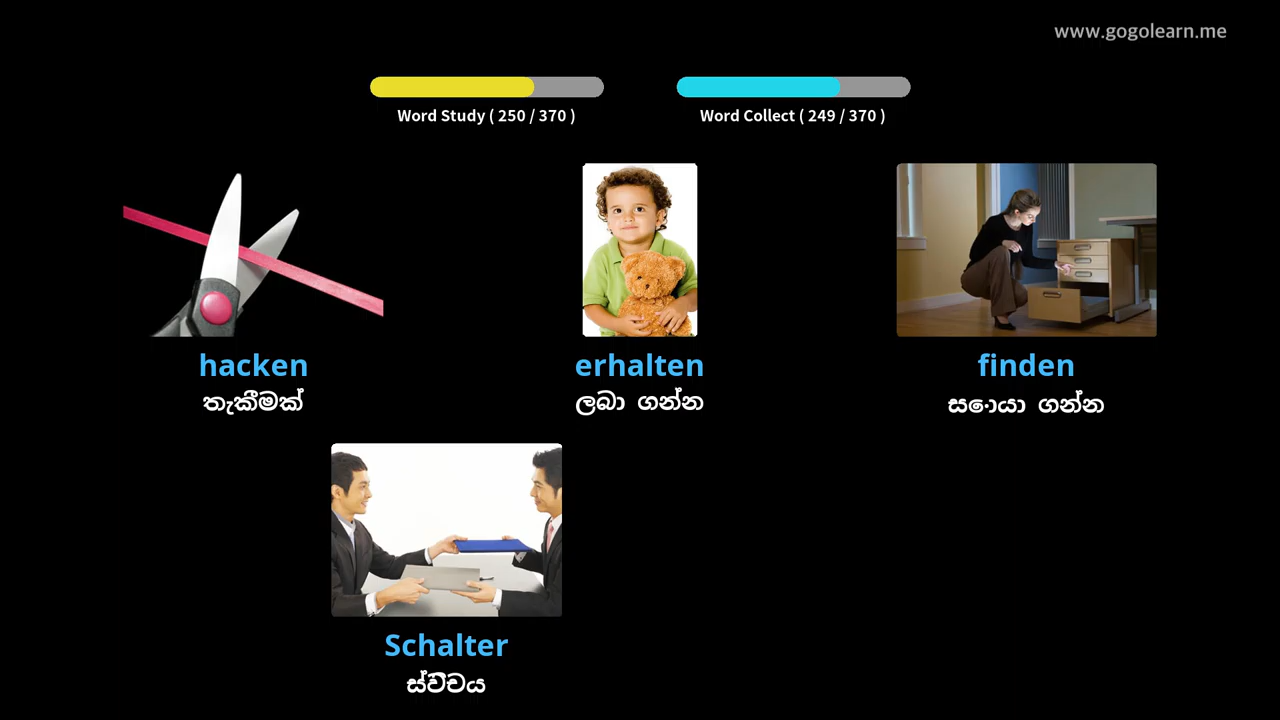 www.gogolearn.me
Word Study ( 250 / 370 )
Word Collect ( 249 / 370 )
hacken
තැකීමක්
erhalten
ලබා ගන්න
finden
සොයා ගන්න
Schalter
ස්විචය